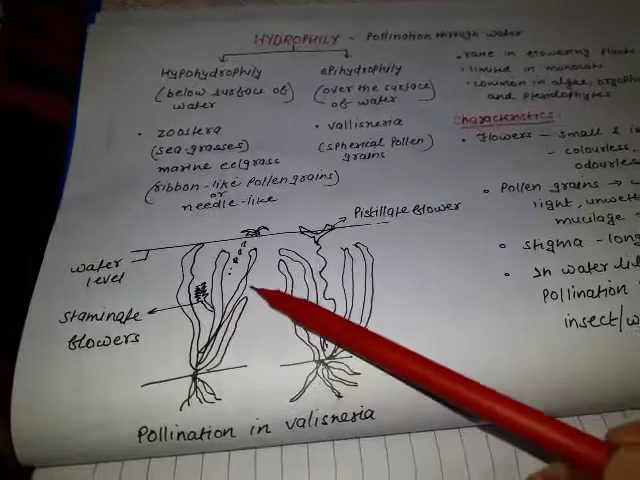 HYDROPHILY - Pollination through water
Hypohydrophily
(below surface of
water)
• zoastera
(sea-grasses)
marine eelgrass
(ribbon-like Pollen grains)
or
needle-like
epihydrophily
(over the surface
of water)
• vallisneria
(spherical Pollen
grains)
• rare in flowering plants
• limited in monocots
• common in algae, bryophy
and pteridophytes
Characteristics:
• Flowers - small &
- colourless,
odourless
• Pollen grains →
light, unwett
mucilage
• stigma - long
• In water lil
Pollination
insect/w
Pistillate flower
water
level
staminate
flowers
Pollination in valisneria